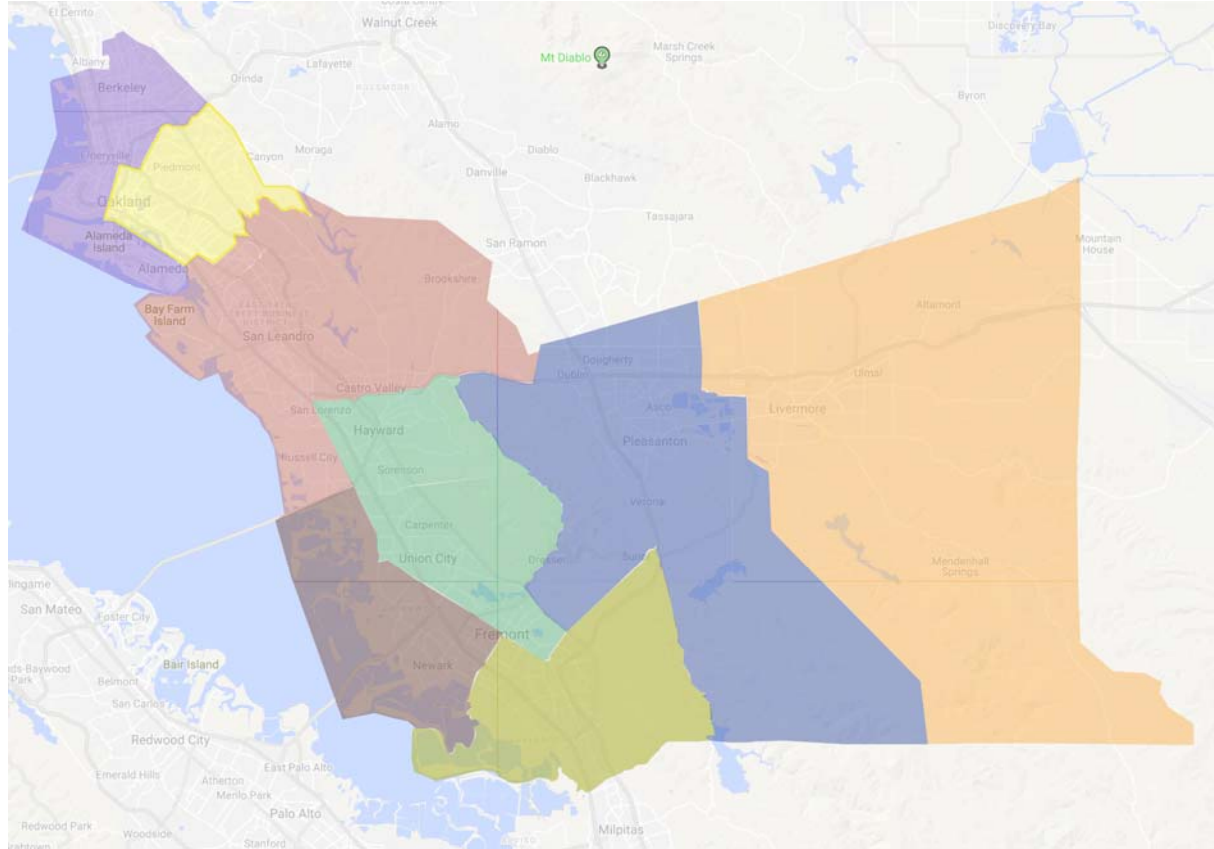 El Cerrito
Walnut Creek
Discovery Bay
Mt Diablo
Marsh Creek
Springs
Albany
Orinda
Lafayette
Berkeley
Byron
Alamo
Emeryville
Piedmont
Canyon
Moraga
Diablo
Danville
Blackhawk
Oakland
Tassajara
Alameda
Island
San Ramon
Mountain
House
Alameda
Brookshire
Bay Farm
Island
Altamont
San Leandro
Dougherty
Dublin
Ulmar
Castro Valley
San Lorenzo
Asco
Livermore
Hayward
Pleasanton
Russell City
Sorenson
Verona
Carpenter
Union City
Dresser
Mendenhall
Springs
San Mateo
Foster City
Fremont
Newark
Bair Island
Belmont
Park
San Carlos
Redwood City
East Palo Alto
Emerald Hills
Atherton
Menlo Park
Palo Alto
Redwood Park
Woodside
Stanford
Milpitas